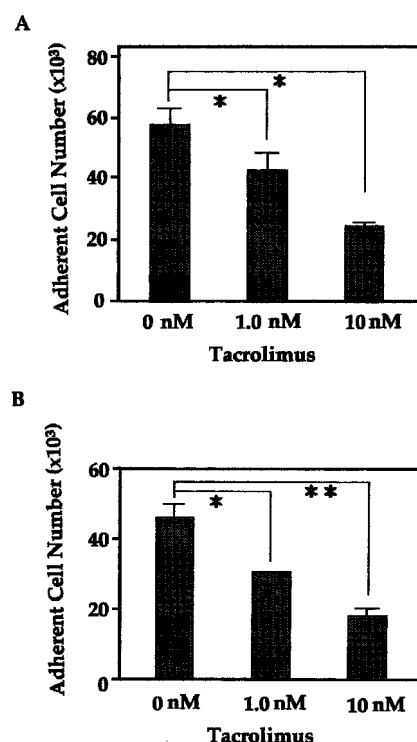 A
Adherent Cell Number (x10³)
80
60
40
20
0
*
*
0 nM 1.0 nM 10 nM
Tacrolimus
B
Adherent Cell Number (x10³)
60
40
20
0
*
**
0 nM 1.0 nM 10 nM
Tacrolimus